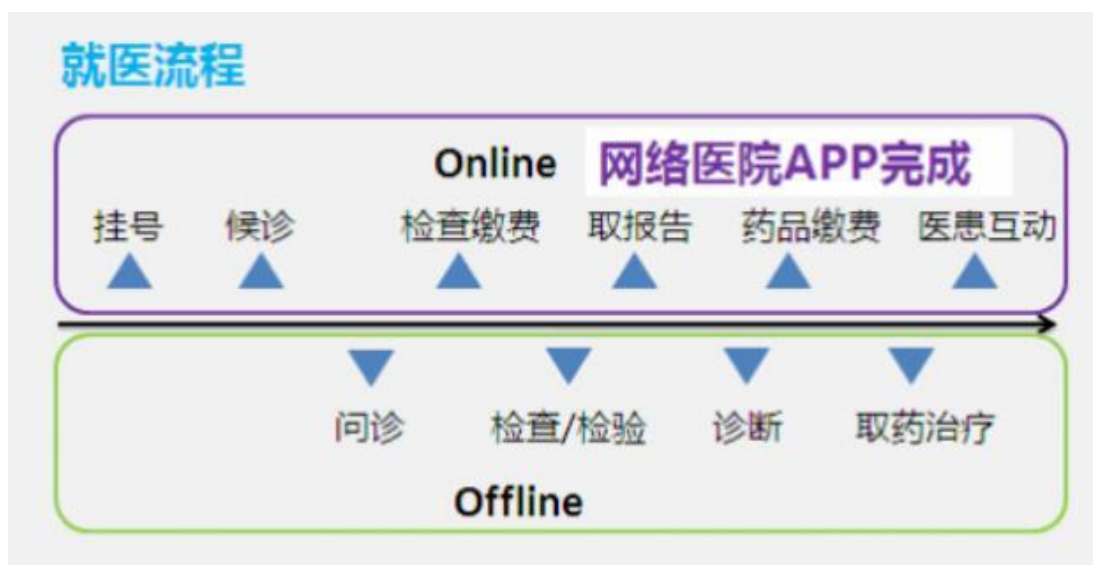 就医流程
Online 网络医院APP完成
挂号 候诊 检查缴费 取报告 药品缴费 医患互动
问诊 检查/检验 诊断 取药治疗
Offline